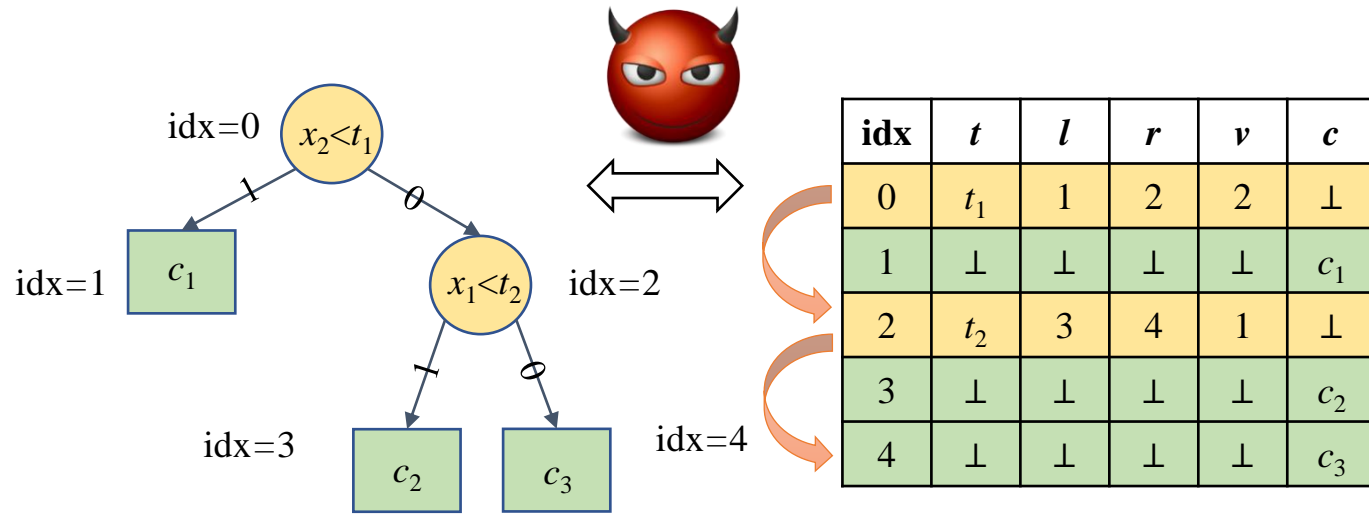 idx=0
x₂<t₁
1
0
idx=1
c₁
x₁<t₂
idx=2
1
0
idx=3
c₂
c₃
idx=4
idx t l r v c
0 t₁ 1 2 2 ⊥
1 ⊥ ⊥ ⊥ ⊥ c₁
2 t₂ 3 4 1 ⊥
3 ⊥ ⊥ ⊥ ⊥ c₂
4 ⊥ ⊥ ⊥ ⊥ c₃